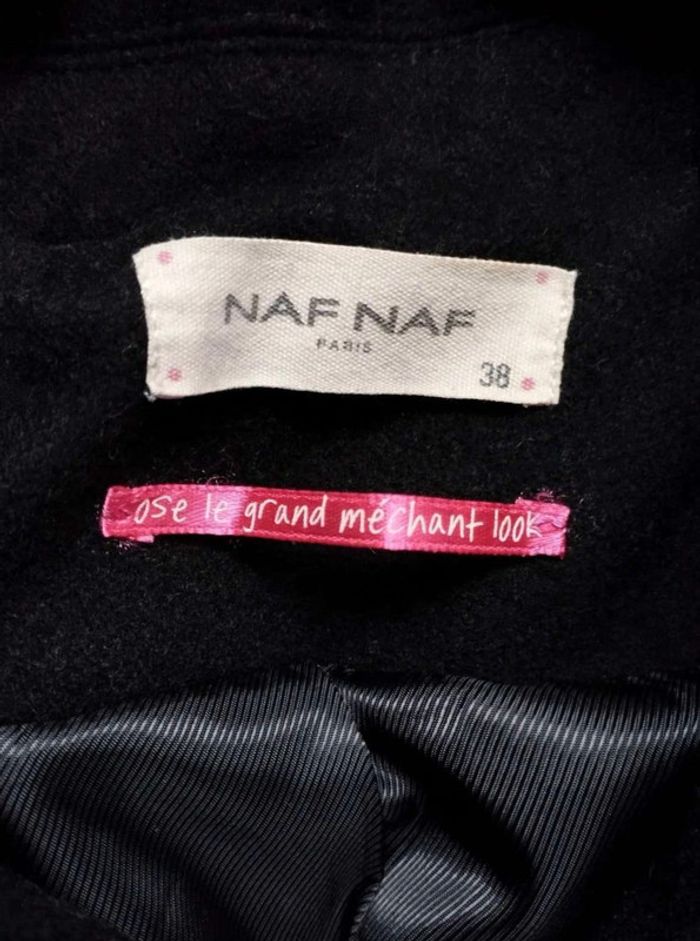 NAF NAF
PARIS
38
ose le grand méchant look